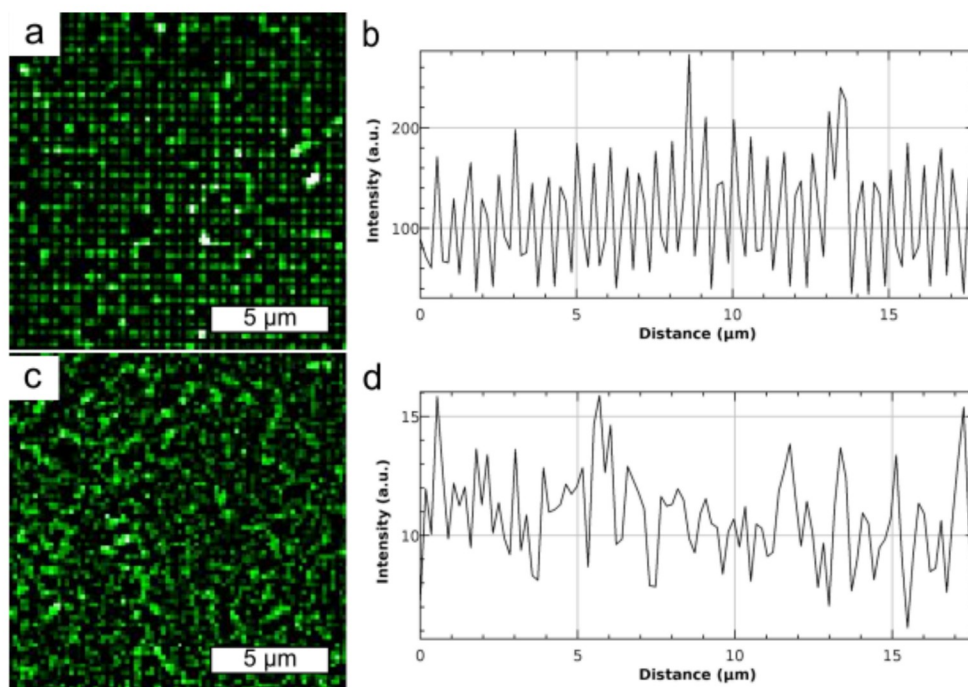 a
5 μm
b
200
100
Intensity (a.u.)
0
5
10
15
Distance (μm)
c
5 μm
d
15
10
Intensity (a.u.)
0
5
10
15
Distance (μm)